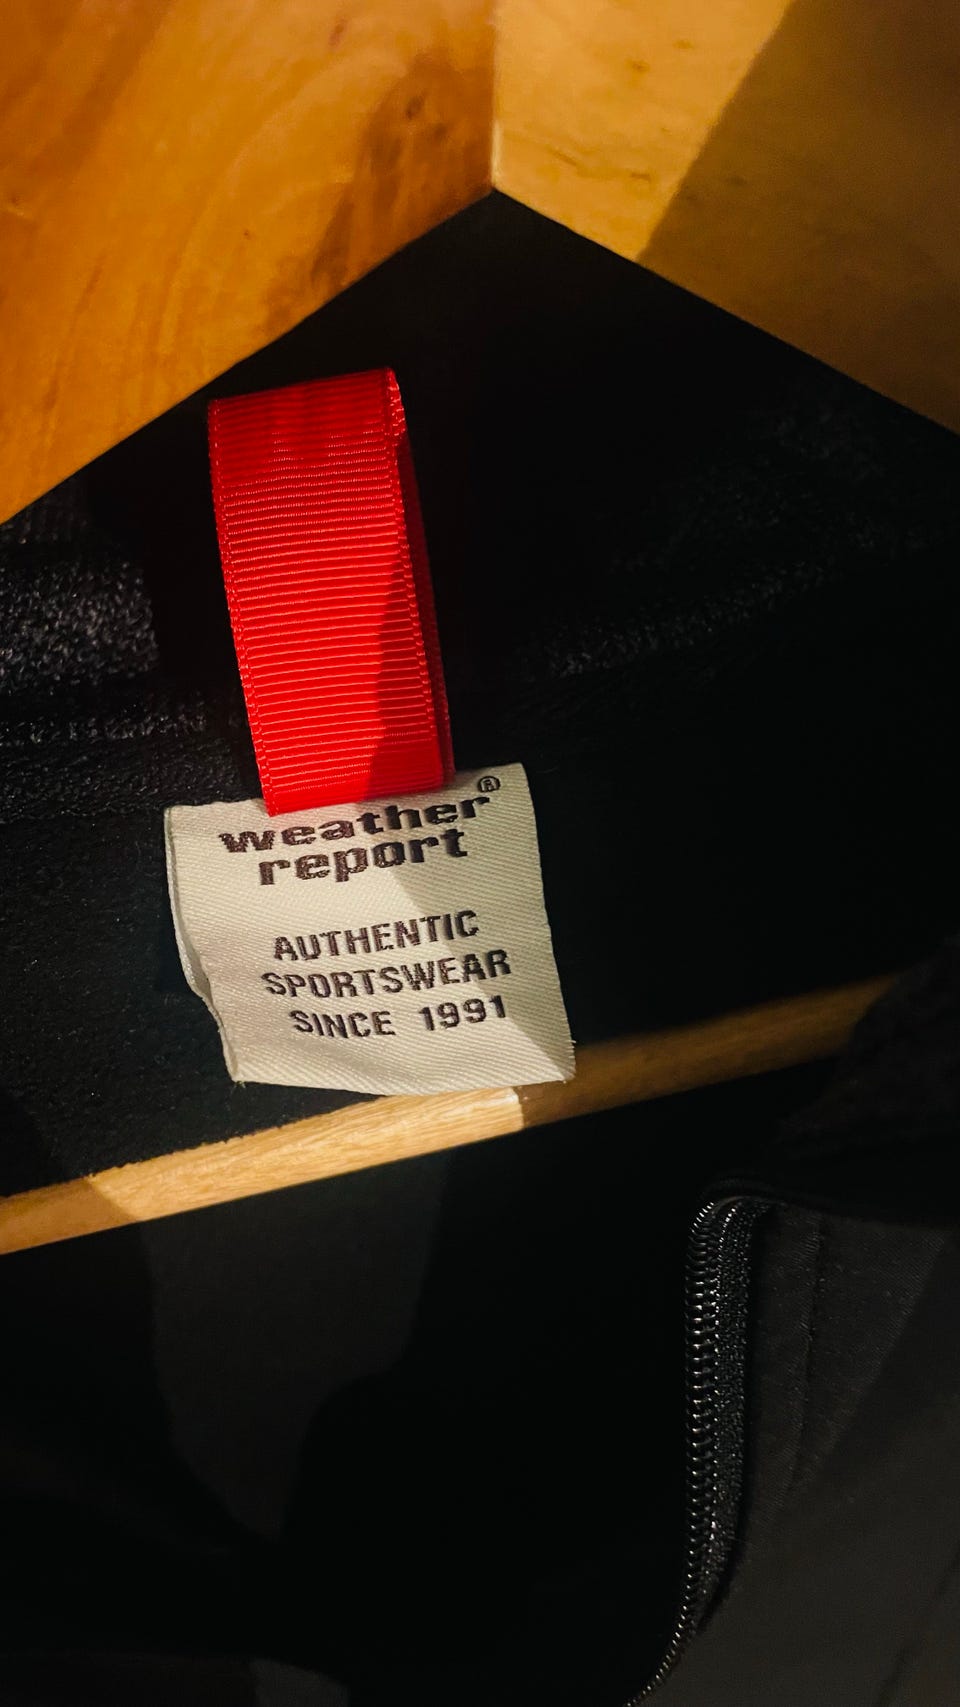 weather®
report
AUTHENTIC
SPORTSWEAR
SINCE 1991